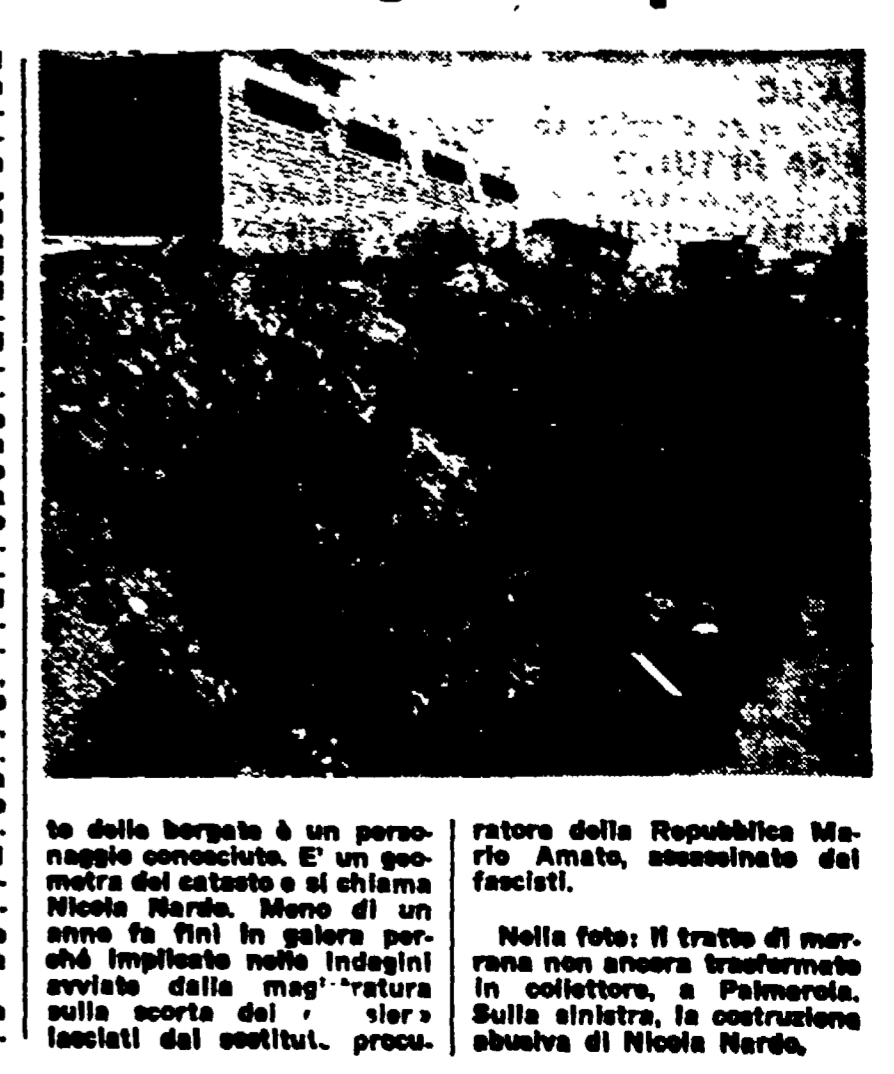 te delle borgate è un perso-
naggio conosciuto. E' un geo-
metra del catasto e si chiama
Nicola Nardo. Meno di un
anno fa finì in galera per-
ché implicato nelle indagini
avviate dalla magistratura
sulla scorta dei
lasciati dal sostituto procu-
ratore della Repubblica Ma-
rio Amato, assassinato dai
fascisti.
Nella foto: il tratto di mar-
rana non ancora trasformato
in collettore, a Palmarola.
Sulla sinistra, la costruzione
abusiva di Nicola Nardo.